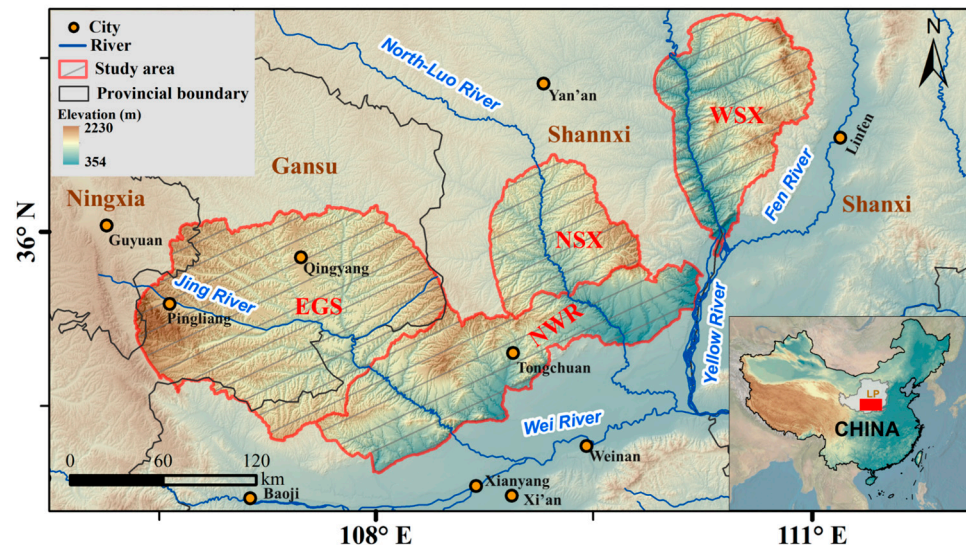 City
River
Study area
Provincial boundary
Elevation (m)
2230
354
N
North-Luo River
Yan'an
WSX
Linfen
Shannxi
Gansu
Fen River
Ningxia
Shanxi
36° N
Guyuan
NSX
Qingyang
Jing River
EGS
Pingliang
NWR
Yellow River
Tongchuan
LP
Wei River
CHINA
Weinan
0 60 120
km
Xianyang
Baoji
Xi'an
108° E
111° E